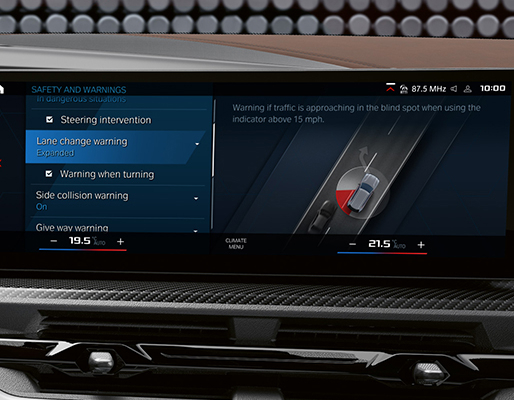 SAFETY AND WARNINGS
87.5 MHz
10:00
In dangerous situations
Steering intervention
Lane change warning
Expanded
Warning when turning
Side collision warning
On
Give way warning
Warning if traffic is approaching in the blind spot when using the
indicator above 15 mph.
19.5 °C
AUTO
CLIMATE
MENU
21.5 °C
AUTO